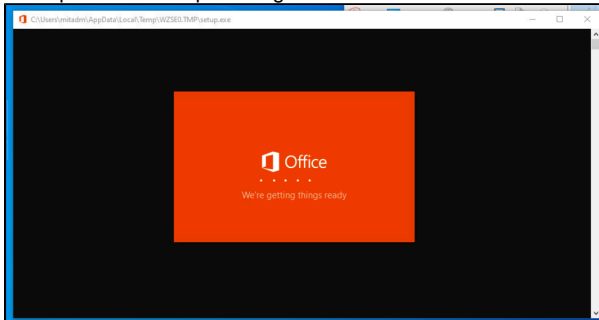 C:\Users\mitadm\AppData\Local\Temp\WZSE0.TMP\setup.exe
Office
We're getting things ready